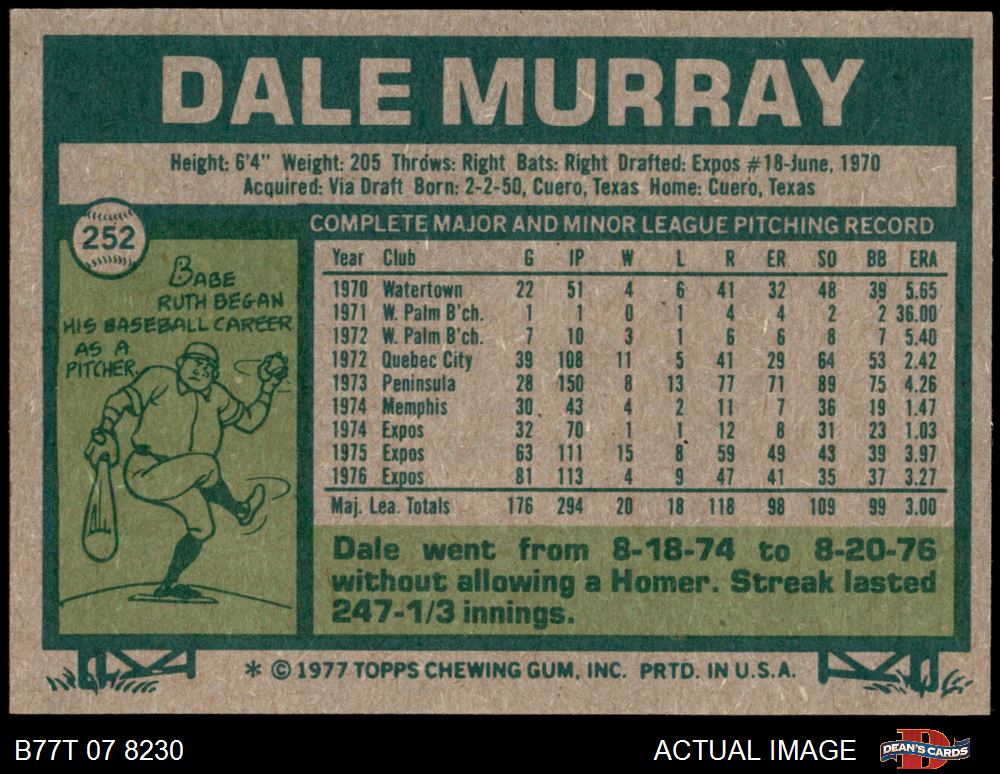 DALE MURRAY
Height: 6'4" Weight: 205 Throws: Right Bats: Right Drafted: Expos #18-June, 1970
Acquired: Via Draft Born: 2-2-50, Cuero, Texas Home: Cuero, Texas
252
BABE
RUTH BEGAN
HIS BASEBALL CAREER
AS A
PITCHER
COMPLETE MAJOR AND MINOR LEAGUE PITCHING RECORD
Year Club G IP W L R ER SO BB ERA
1970 Watertown 22 51 4 6 41 32 48 39 5.65
1971 W. Palm B'ch. 1 1 0 1 4 4 2 2 36.00
1972 W. Palm B'ch. 7 10 3 1 6 6 8 7 5.40
1972 Quebec City 39 108 11 5 41 29 64 53 2.42
1973 Peninsula 28 150 8 13 77 71 89 75 4.26
1974 Memphis 30 43 4 2 11 7 36 19 1.47
1974 Expos 32 70 1 1 12 8 31 23 1.03
1975 Expos 63 111 15 8 59 49 43 39 3.97
1976 Expos 81 113 4 9 47 41 35 37 3.27
Maj. Lea. Totals 176 294 20 18 118 98 109 99 3.00
Dale went from 8-18-74 to 8-20-76
without allowing a Homer. Streak lasted
247-1/3 innings.
* © 1977 TOPPS CHEWING GUM, INC. PRTD. IN U.S.A.
B77T 07 8230
ACTUAL IMAGE
DEAN'S CARDS